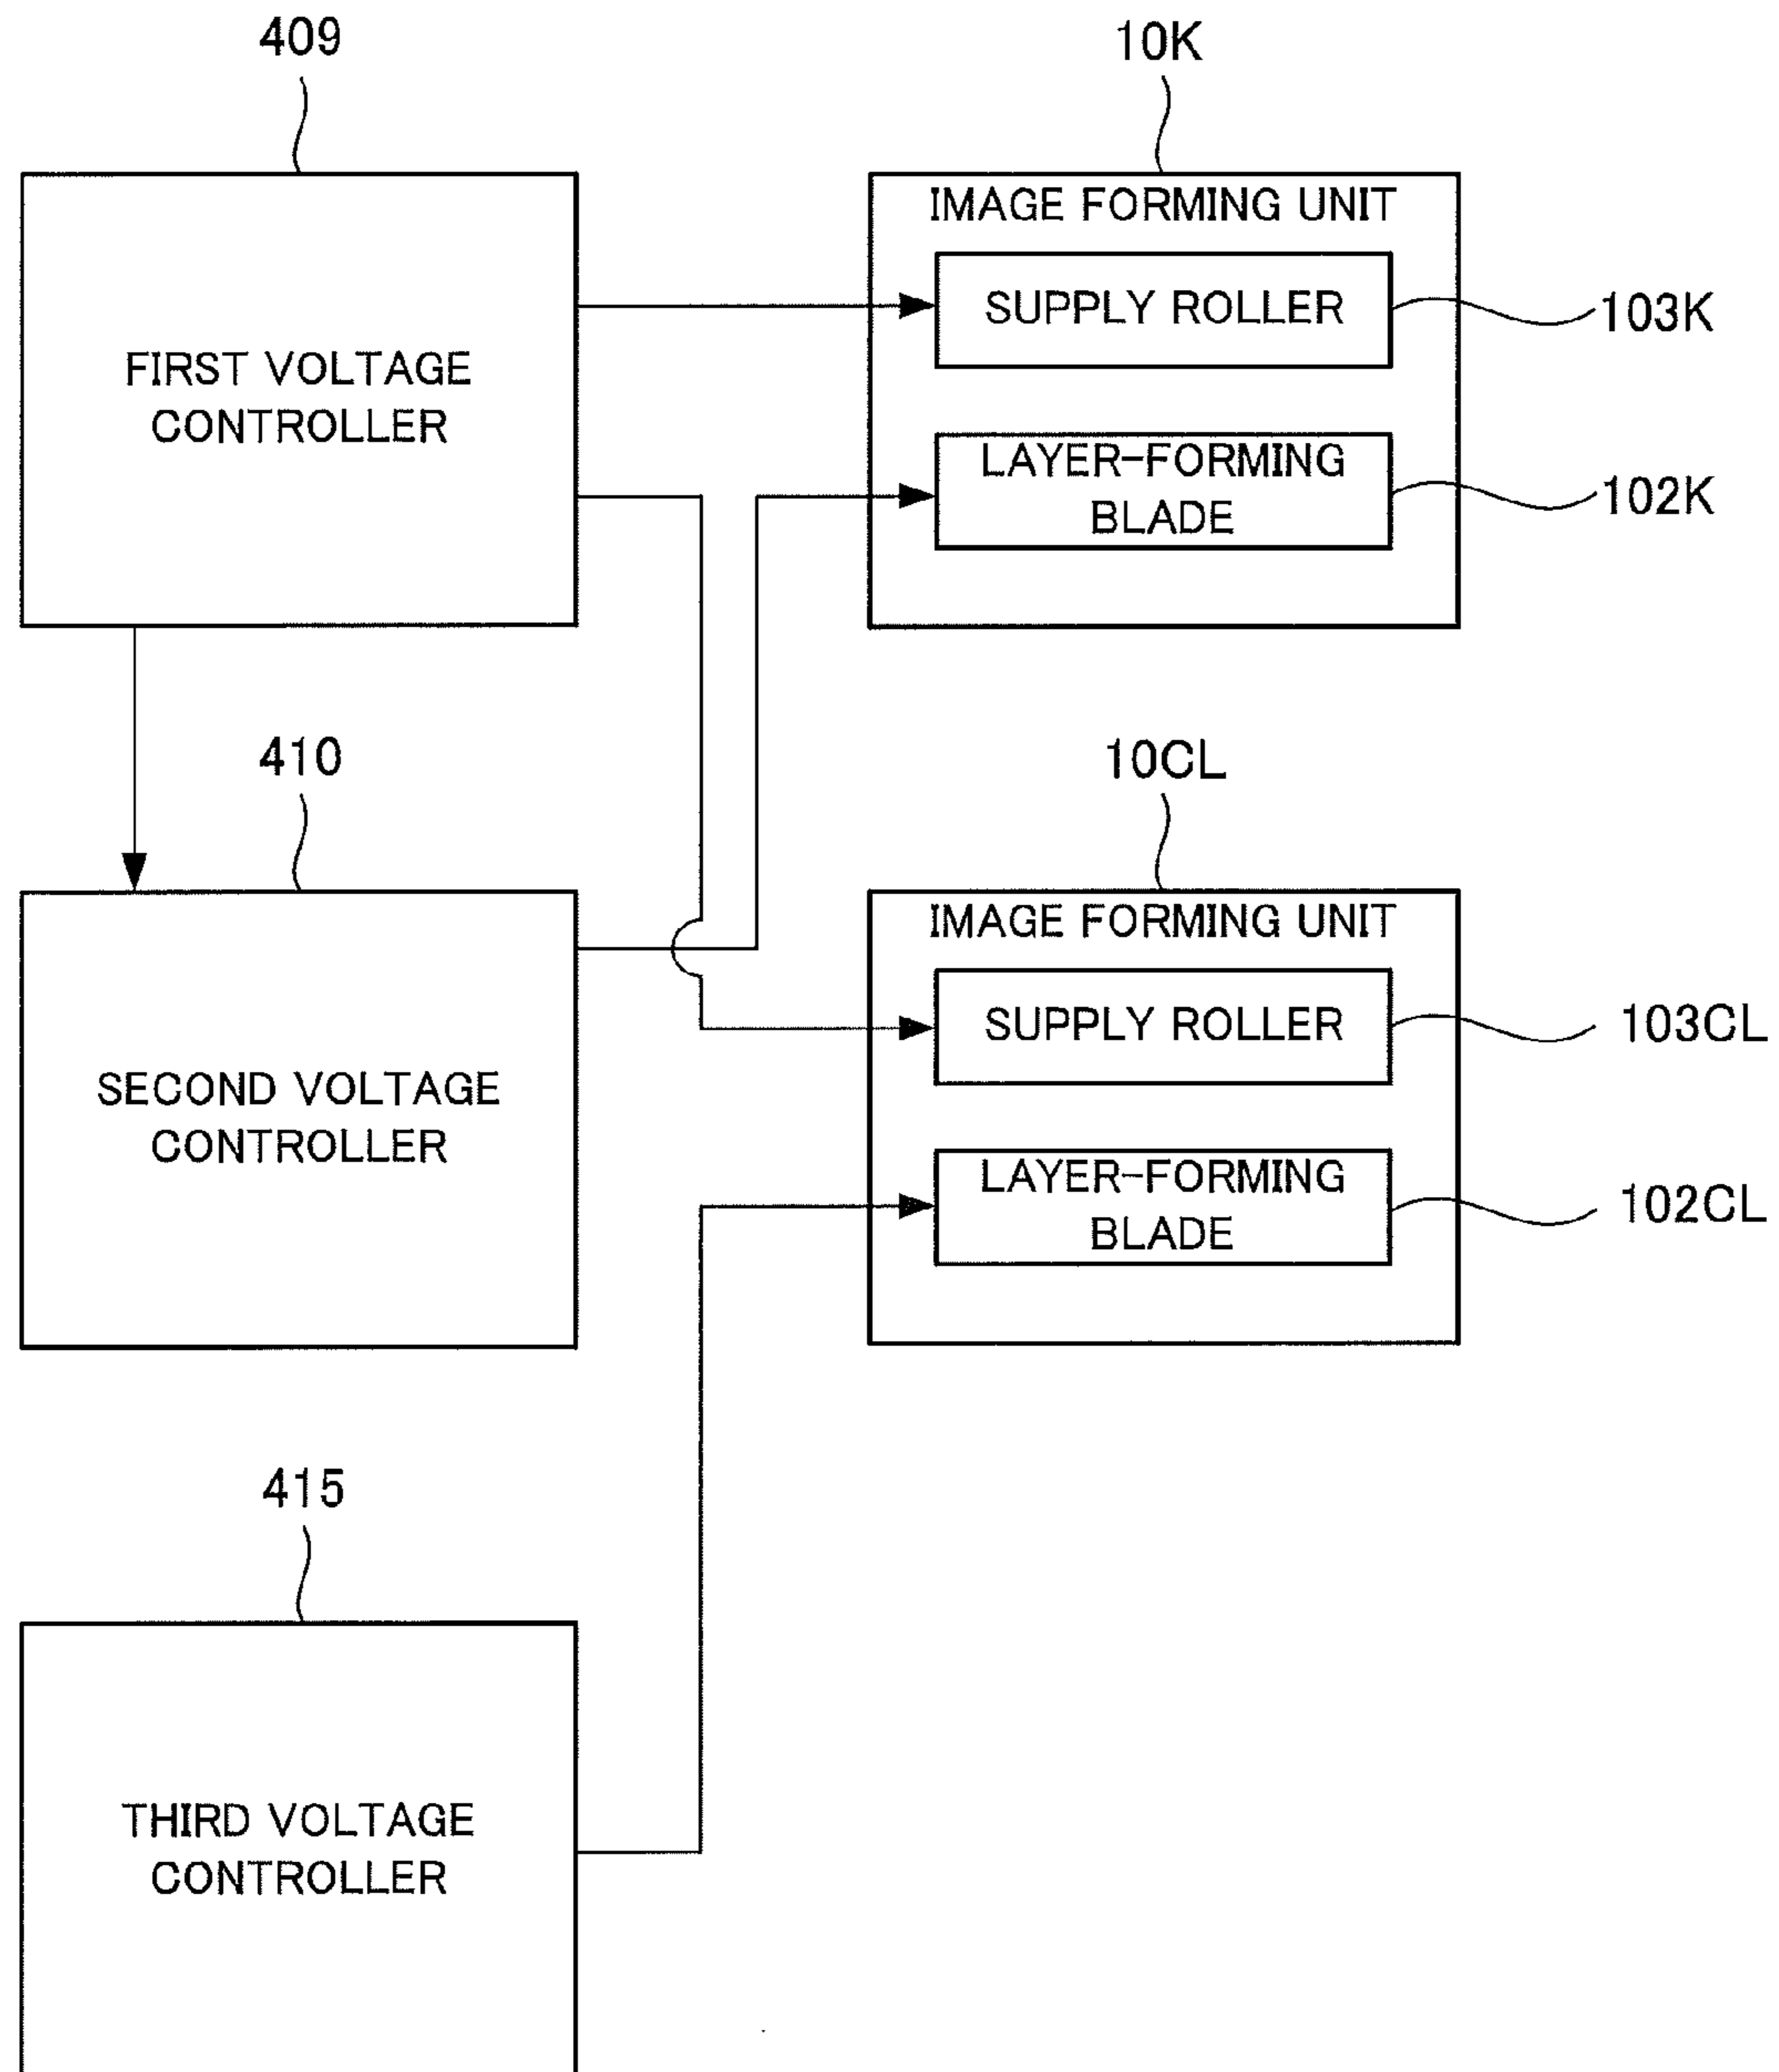 409
10K
IMAGE FORMING UNIT
SUPPLY ROLLER
103K
FIRST VOLTAGE
CONTROLLER
LAYER-FORMING
BLADE
102K
410
10CL
IMAGE FORMING UNIT
SUPPLY ROLLER
103CL
SECOND VOLTAGE
CONTROLLER
LAYER-FORMING
BLADE
102CL
415
THIRD VOLTAGE
CONTROLLER